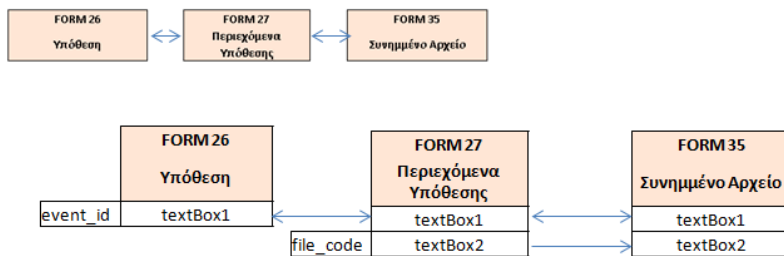 FORM 26
Υπόθεση
FORM 27
Περιεχόμενα
Υπόθεσης
FORM 35
Συνημμένο Αρχείο
FORM 26
Υπόθεση
FORM 27
Περιεχόμενα
Υπόθεσης
FORM 35
Συνημμένο Αρχείο
event_id
textBox1
textBox1
textBox1
file_code
textBox2
textBox2